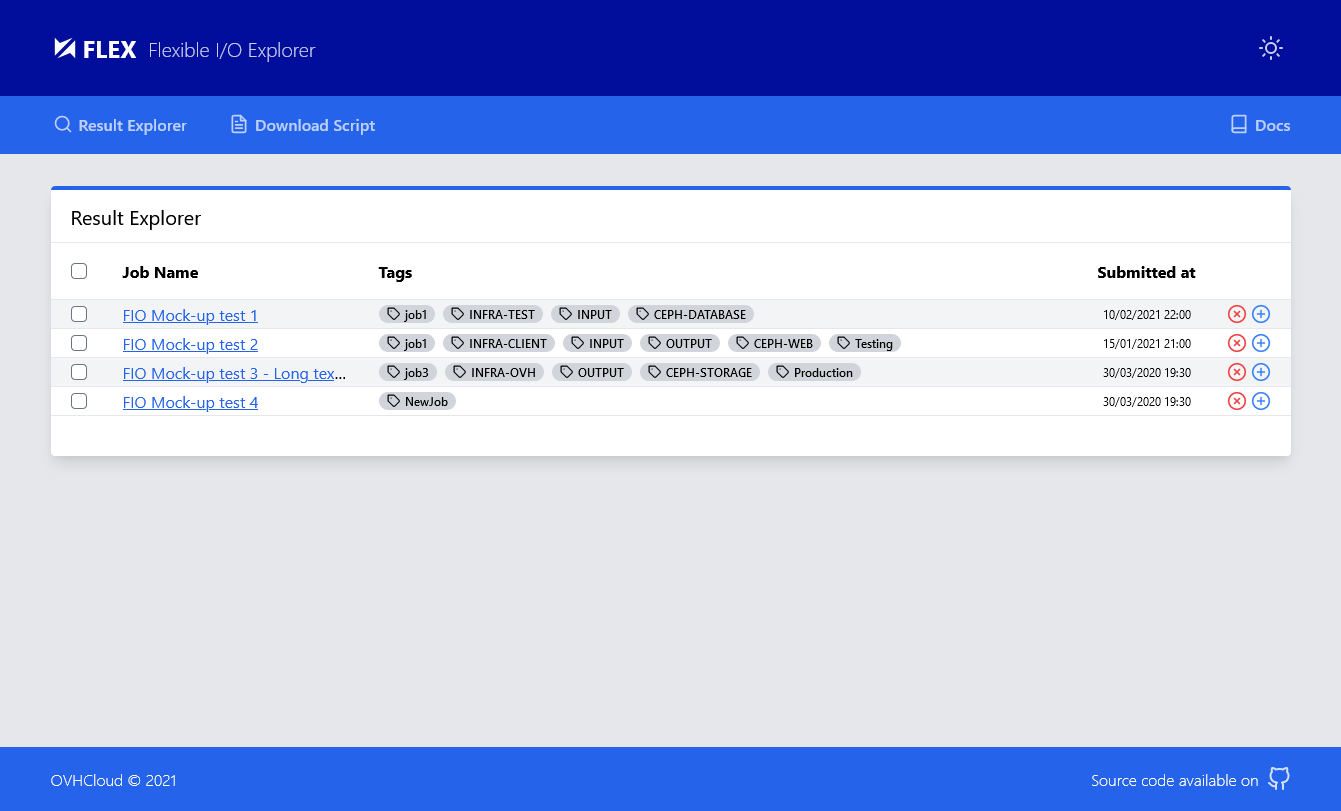 FLEX Flexible I/O Explorer
Result Explorer Download Script Docs
Result Explorer
Job Name Tags Submitted at
FIO Mock-up test 1 job1 INFRA-TEST INPUT CEPH-DATABASE 10/02/2021 22:00
FIO Mock-up test 2 job1 INFRA-CLIENT INPUT OUTPUT CEPH-WEB Testing 15/01/2021 21:00
FIO Mock-up test 3 - Long tex... job3 INFRA-OVH OUTPUT CEPH-STORAGE Production 30/03/2020 19:30
FIO Mock-up test 4 NewJob 30/03/2020 19:30
OVHCloud © 2021 Source code available on